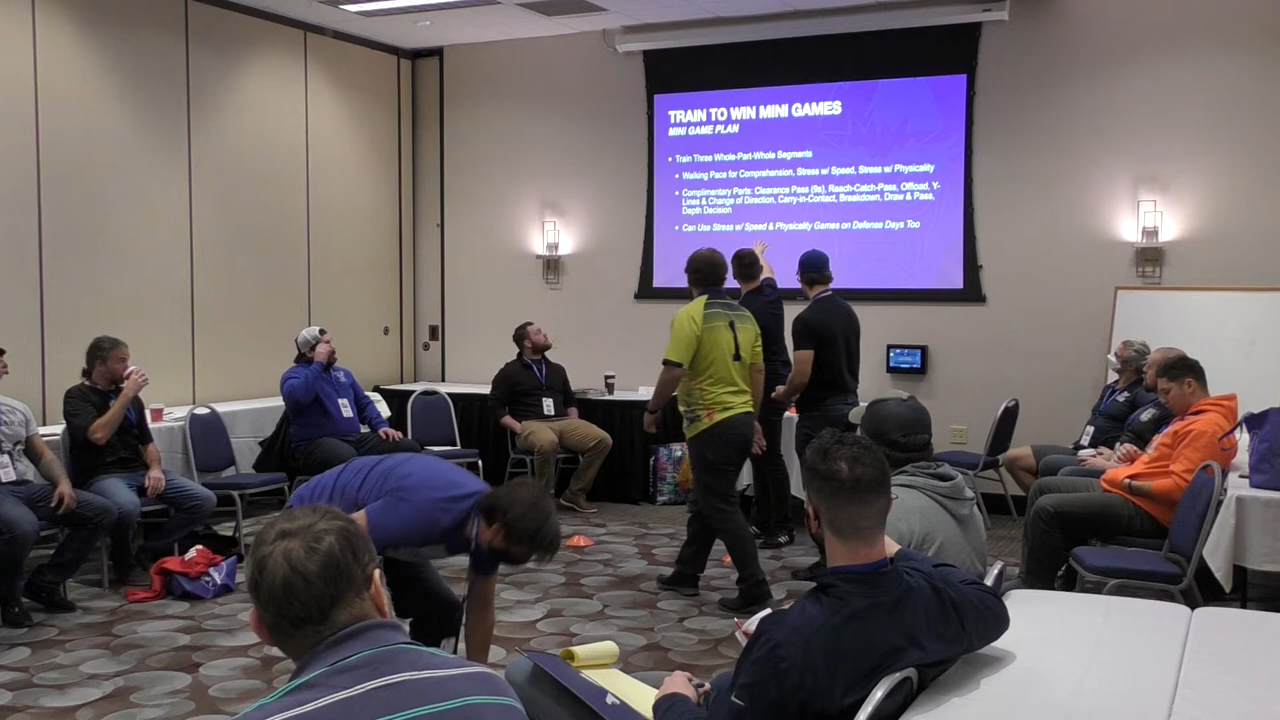 TRAIN TO WIN MINI GAMES
MINI GAME PLAN
• Train Three Whole-Part-Whole Segments
• Walking Pace for Comprehension, Stress w/ Speed, Stress w/ Physicality
• Complimentary Parts: Clearance Pass (9s), Reach-Catch-Pass, Offload, Y-
Lines & Change of Direction, Carry-in-Contact, Breakdown, Draw & Pass,
Depth Decision
• Can Use Stress w/ Speed & Physicality Games on Defense Days Too
1